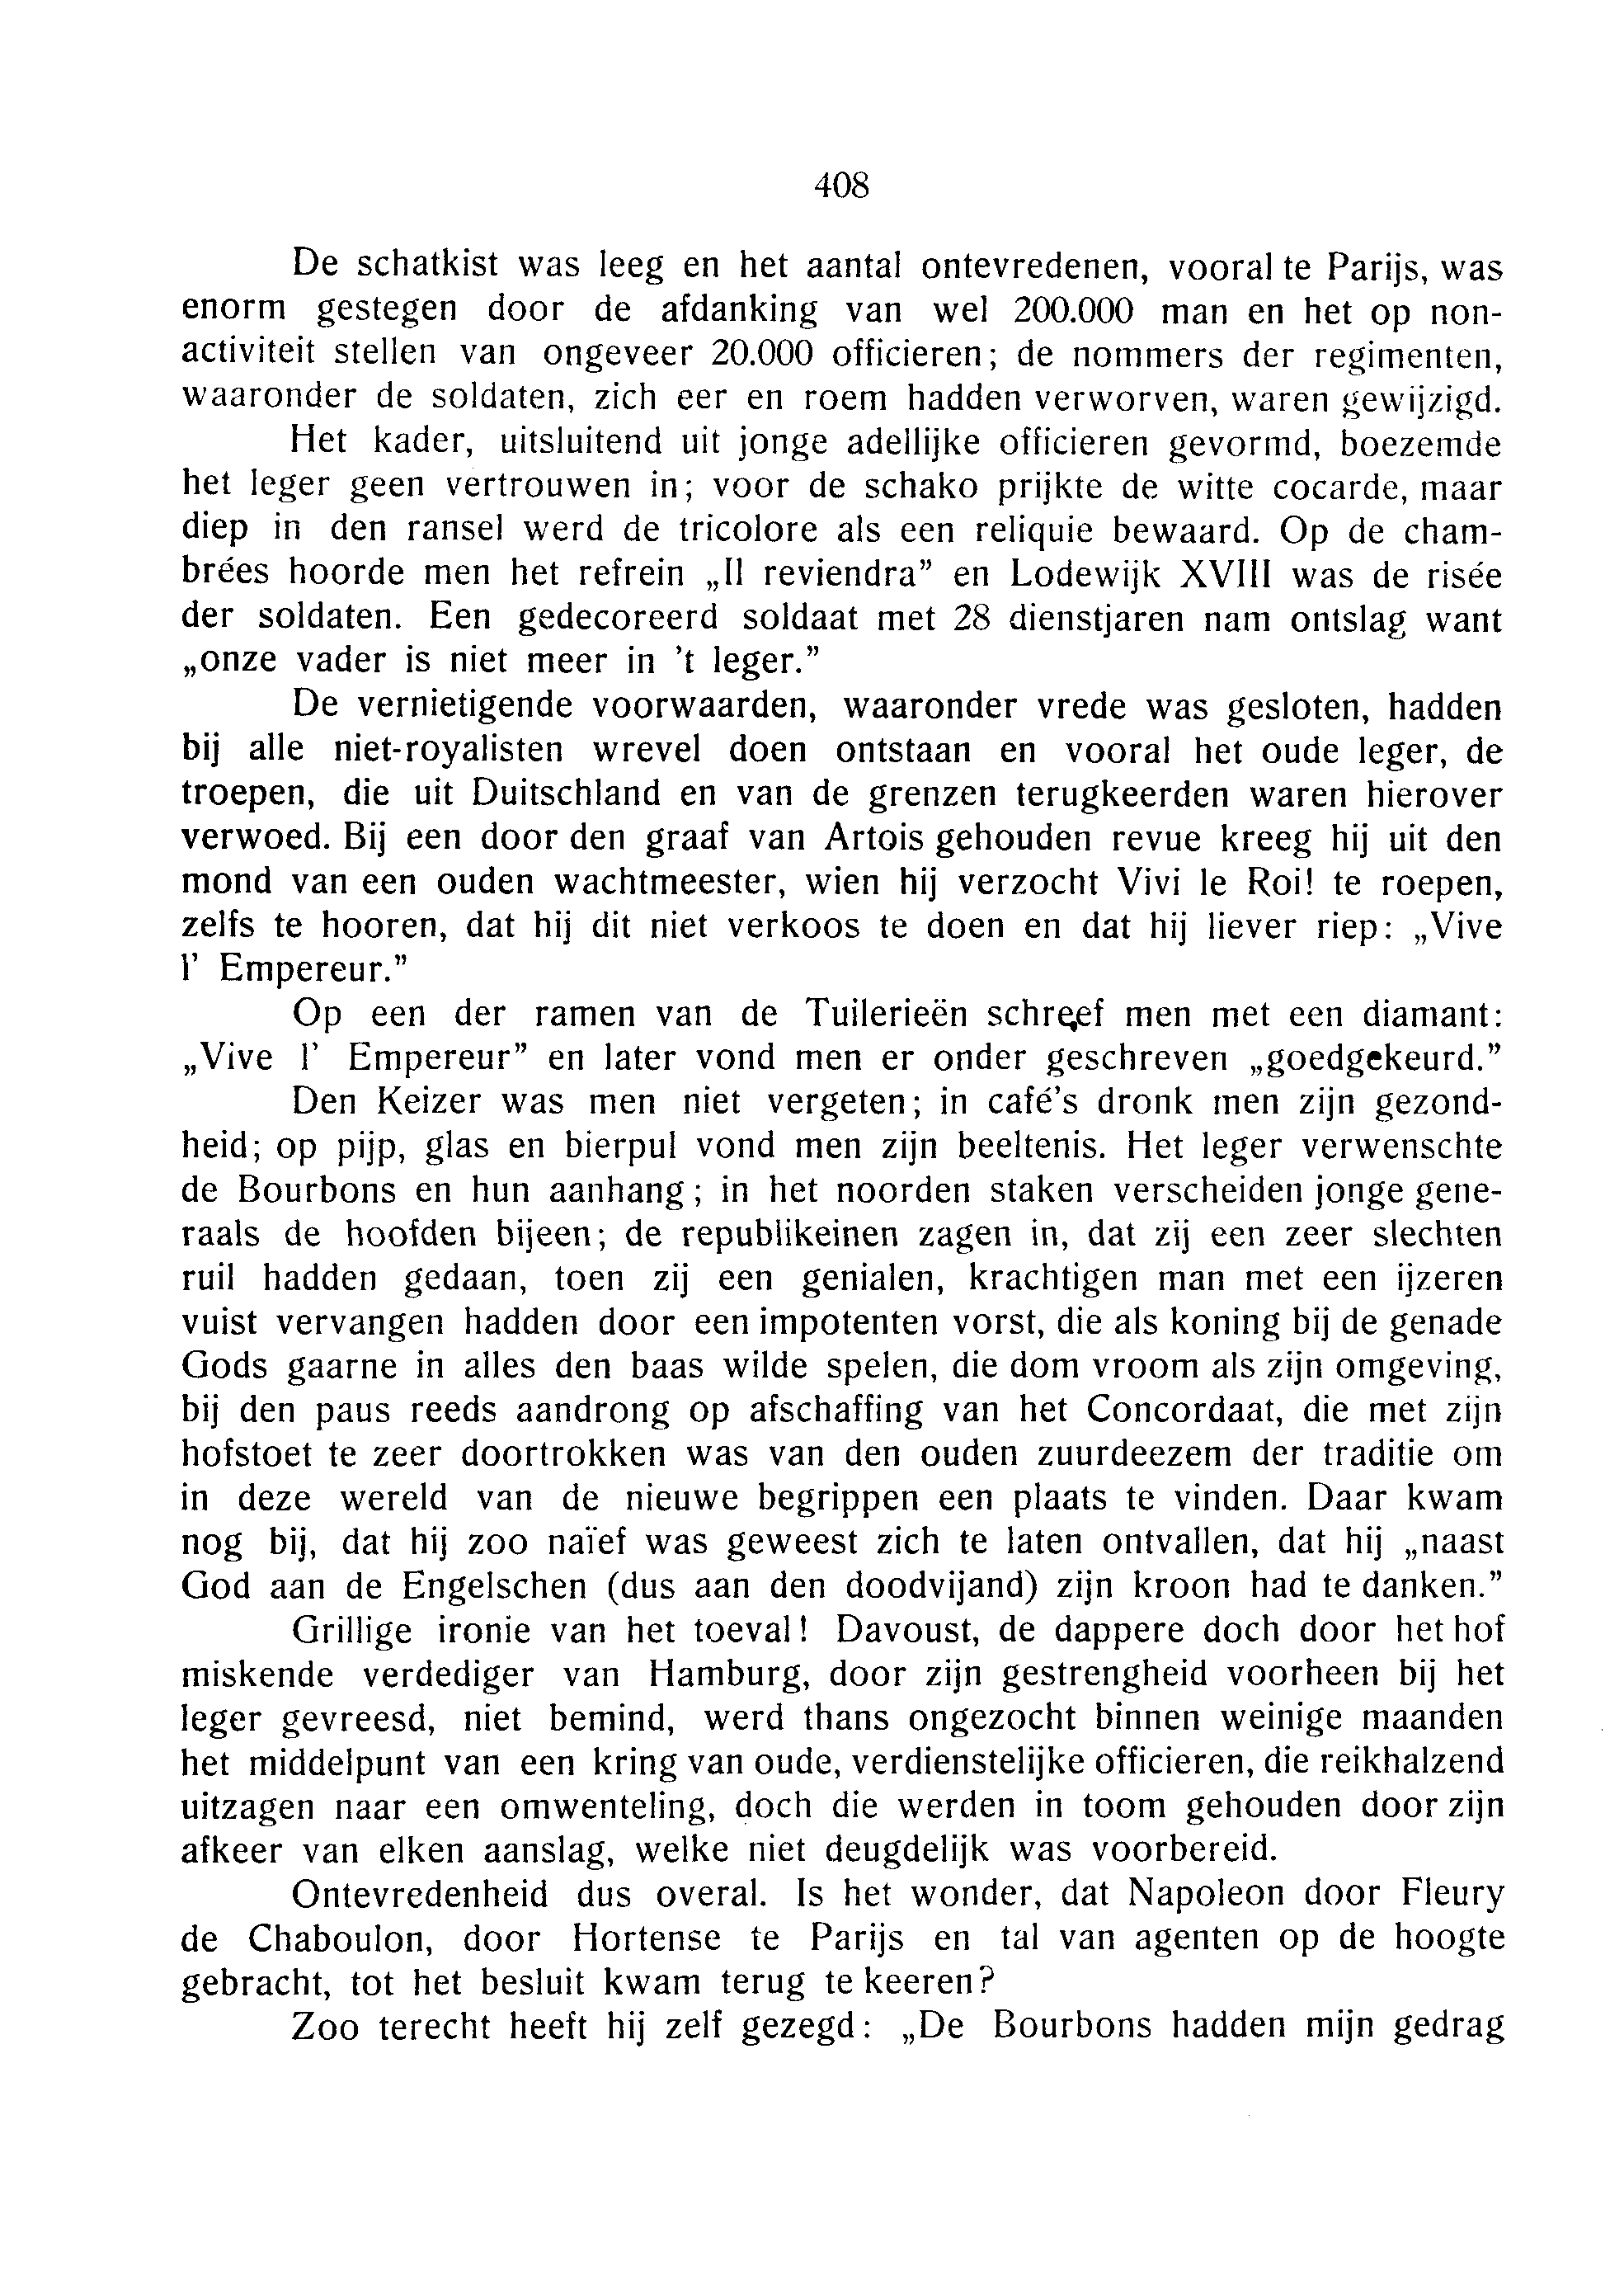 408
De schatkist was leeg en het aantal ontevredenen, vooral te Parijs, was
enorm gestegen door de afdanking van wel 200.000 man en het op non-
activiteit stellen van ongeveer 20.000 officieren; de nommers der regimenten,
waaronder de soldaten, zich eer en roem hadden verworven, waren gewijzigd.
Het kader, uitsluitend uit jonge adellijke officieren gevormd, boezemde
het leger geen vertrouwen in; voor de schako prijkte de witte cocarde, maar
diep in den ransel werd de tricolore als een reliquie bewaard. Op de cham-
brées hoorde men het refrein „Il reviendra” en Lodewijk XVIII was de risée
der soldaten. Een gedecoreerd soldaat met 28 dienstjaren nam ontslag want
„onze vader is niet meer in ’t leger.”
De vernietigende voorwaarden, waaronder vrede was gesloten, hadden
bij alle niet-royalisten wrevel doen ontstaan en vooral het oude leger, de
troepen, die uit Duitschland en van de grenzen terugkeerden waren hierover
verwoed. Bij een door den graaf van Artois gehouden revue kreeg hij uit den
mond van een ouden wachtmeester, wien hij verzocht Vivi le Roi! te roepen,
zelfs te hooren, dat hij dit niet verkoos te doen en dat hij liever riep: „Vive
l’ Empereur.”
Op een der ramen van de Tuilerieën schreef men met een diamant:
„Vive l’ Empereur” en later vond men er onder geschreven „goedgekeurd.”
Den Keizer was men niet vergeten; in café’s dronk men zijn gezond-
heid; op pijp, glas en bierpul vond men zijn beeltenis. Het leger verwenschte
de Bourbons en hun aanhang; in het noorden staken verscheiden jonge gene-
raals de hoofden bijeen; de republikeinen zagen in, dat zij een zeer slechten
ruil hadden gedaan, toen zij een genialen, krachtigen man met een ijzeren
vuist vervangen hadden door een impotenten vorst, die als koning bij de genade
Gods gaarne in alles den baas wilde spelen, die dom vroom als zijn omgeving,
bij den paus reeds aandrong op afschaffing van het Concordaat, die met zijn
hofstoet te zeer doortrokken was van den ouden zuurdeezem der traditie om
in deze wereld van de nieuwe begrippen een plaats te vinden. Daar kwam
nog bij, dat hij zoo naïef was geweest zich te laten ontvallen, dat hij „naast
God aan de Engelschen (dus aan den doodvijand) zijn kroon had te danken.”
Grillige ironie van het toeval! Davoust, de dappere doch door het hof
miskende verdediger van Hamburg, door zijn gestrengheid voorheen bij het
leger gevreesd, niet bemind, werd thans ongezocht binnen weinige maanden
het middelpunt van een kring van oude, verdienstelijke officieren, die reikhalzend
uitzagen naar een omwenteling, doch die werden in toom gehouden door zijn
afkeer van elken aanslag, welke niet deugdelijk was voorbereid.
Ontevredenheid dus overal. Is het wonder, dat Napoleon door Fleury
de Chaboulon, door Hortense te Parijs en tal van agenten op de hoogte
gebracht, tot het besluit kwam terug te keeren?
Zoo terecht heeft hij zelf gezegd: „De Bourbons hadden mijn gedrag